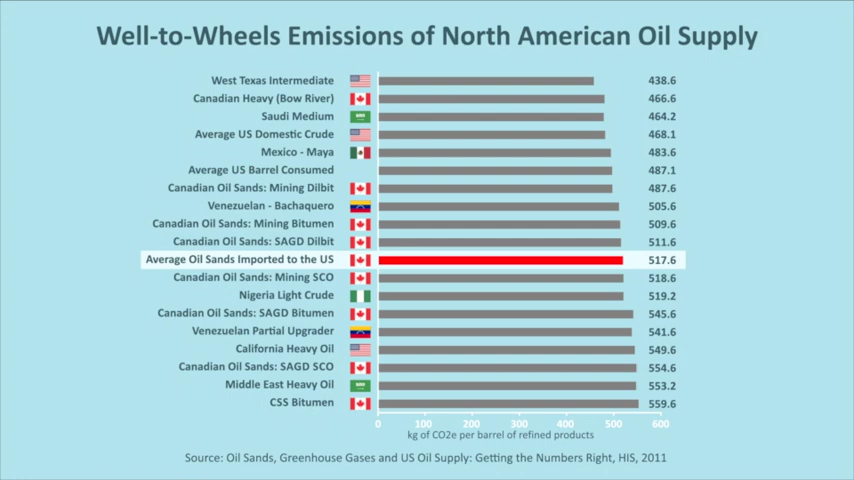 Well-to-Wheels Emissions of North American Oil Supply
West Texas Intermediate 438.6
Canadian Heavy (Bow River) 466.6
Saudi Medium 464.2
Average US Domestic Crude 468.1
Mexico - Maya 483.6
Average US Barrel Consumed 487.1
Canadian Oil Sands: Mining Dilbit 487.6
Venezuelan - Bachaquero 505.6
Canadian Oil Sands: Mining Bitumen 509.6
Canadian Oil Sands: SAGD Dilbit 511.6
Average Oil Sands Imported to the US 517.6
Canadian Oil Sands: Mining SCO 518.6
Nigeria Light Crude 519.2
Canadian Oil Sands: SAGD Bitumen 545.6
Venezuelan Partial Upgrader 541.6
California Heavy Oil 549.6
Canadian Oil Sands: SAGD SCO 554.6
Middle East Heavy Oil 553.2
CSS Bitumen 559.6
0 100 200 300 400 500 600
kg of CO2e per barrel of refined products
Source: Oil Sands, Greenhouse Gases and US Oil Supply: Getting the Numbers Right, HIS, 2011